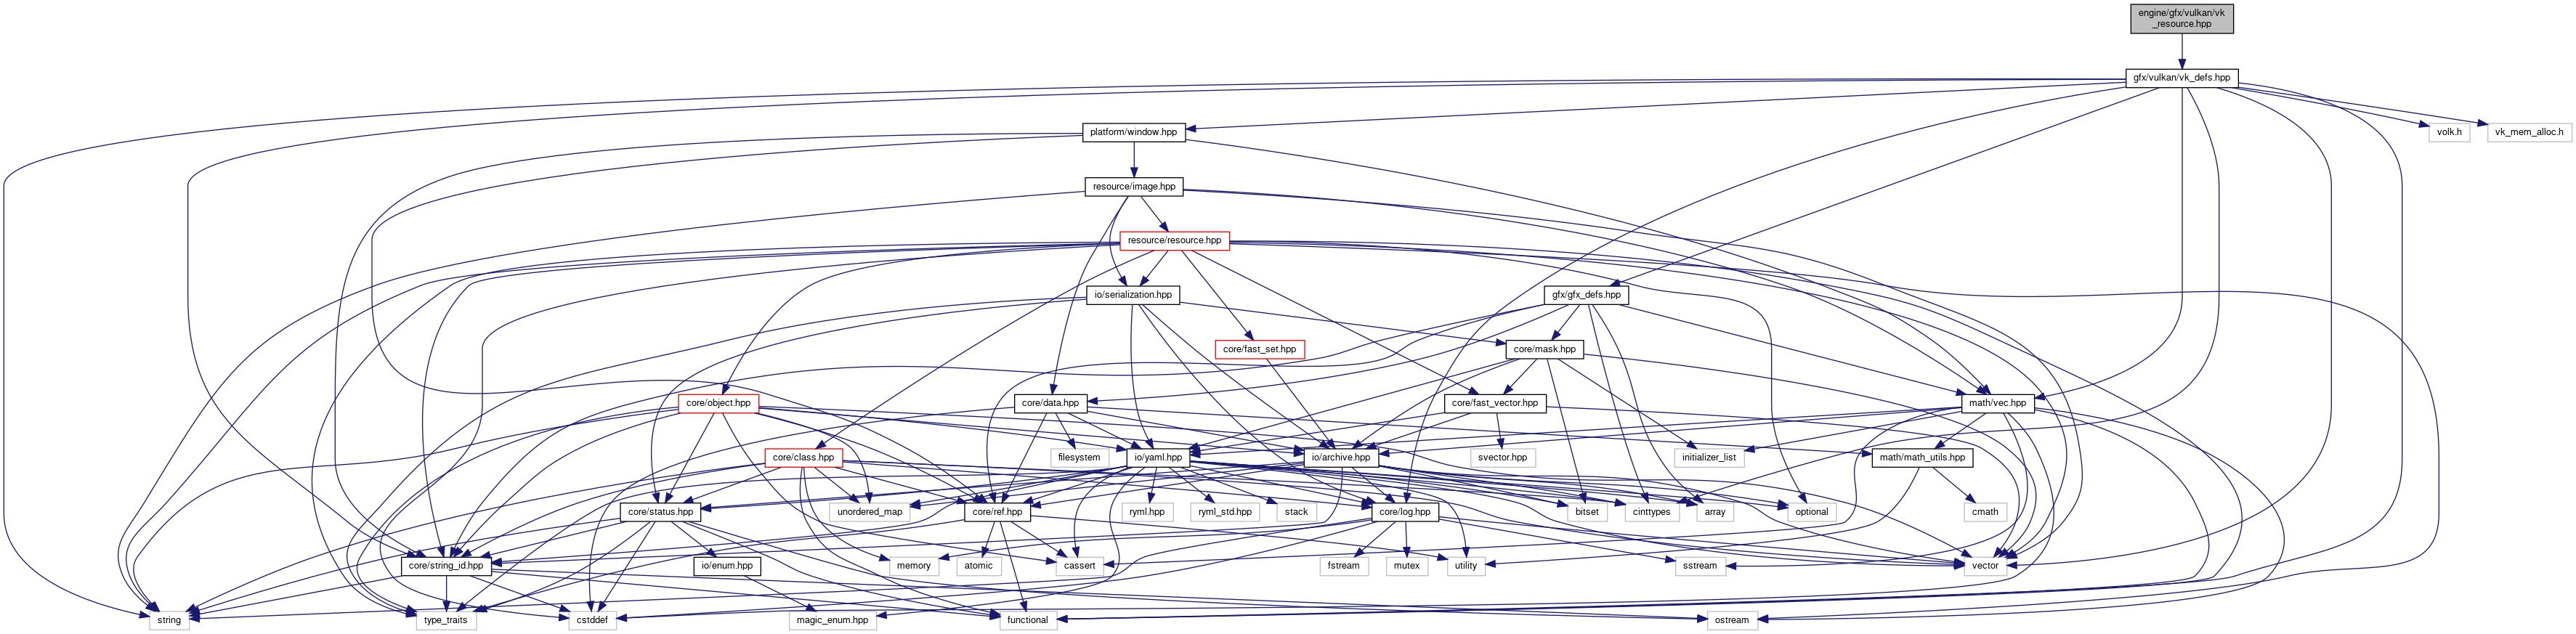 engine/gfx/vulkan/vk
_resource.hpp
gfx/vulkan/vk_defs.hpp
platform/window.hpp
volk.h
vk_mem_alloc.h
resource/image.hpp
resource/resource.hpp
io/serialization.hpp
gfx/gfx_defs.hpp
core/fast_set.hpp
core/mask.hpp
core/object.hpp
core/data.hpp
core/fast_vector.hpp
math/vec.hpp
core/class.hpp
filesystem
io/yaml.hpp
io/archive.hpp
svector.hpp
initializer_list
math/math_utils.hpp
core/status.hpp
unordered_map
core/ref.hpp
ryml.hpp
ryml_std.hpp
stack
core/log.hpp
bitset
cinttypes
array
optional
cmath
core/string_id.hpp
io/enum.hpp
memory
atomic
cassert
fstream
mutex
utility
sstream
vector
string
type_traits
cstddef
magic_enum.hpp
functional
ostream